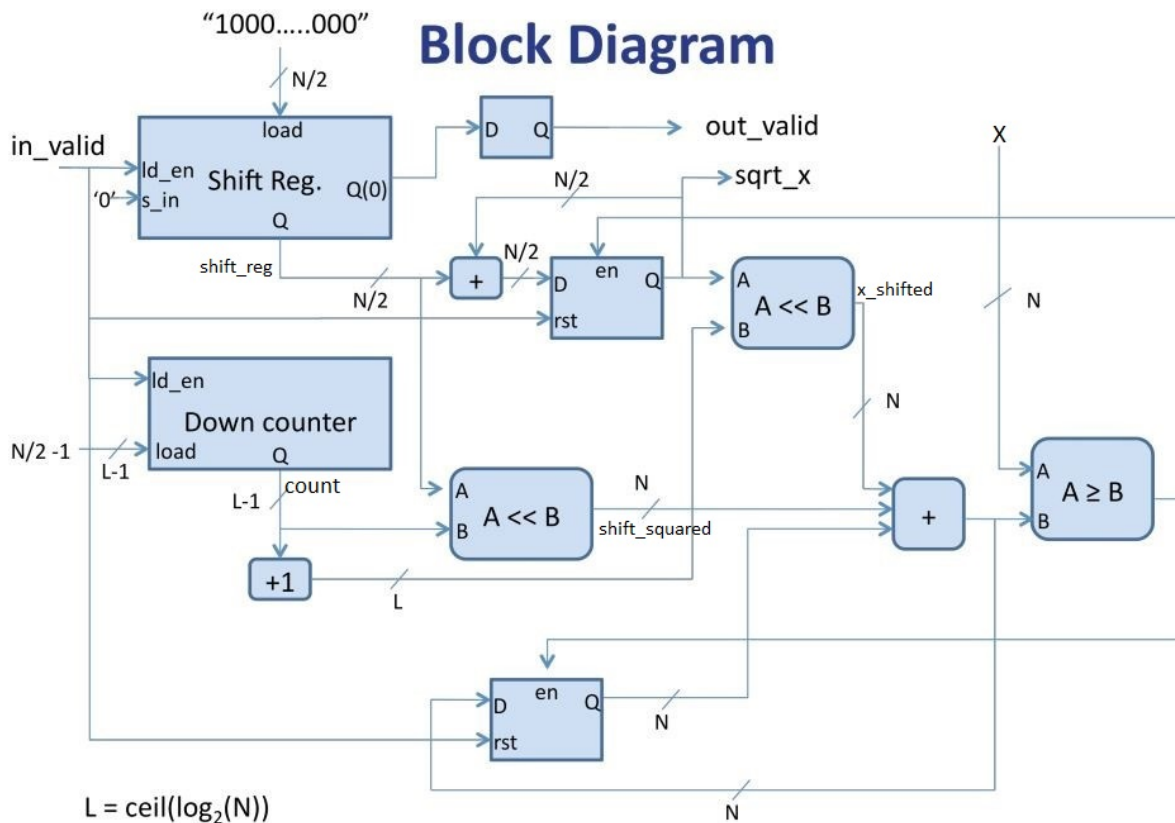 Block Diagram
“1000…..000”
N/2
in_valid
load
ld_en
Shift Reg.
Q(0)
‘0’
s_in
Q
D
Q
out_valid
sqrt_x
X
N/2
shift_reg
N/2
+
N/2
en
D
Q
rst
A
A << B
B
x_shifted
N
N
ld_en
Down counter
N/2 -1
load
L-1
Q
L-1
count
A
A << B
B
N
shift_squared
+
A
A ≥ B
B
+1
L
en
D
Q
rst
N
N
L = ceil(log₂(N))